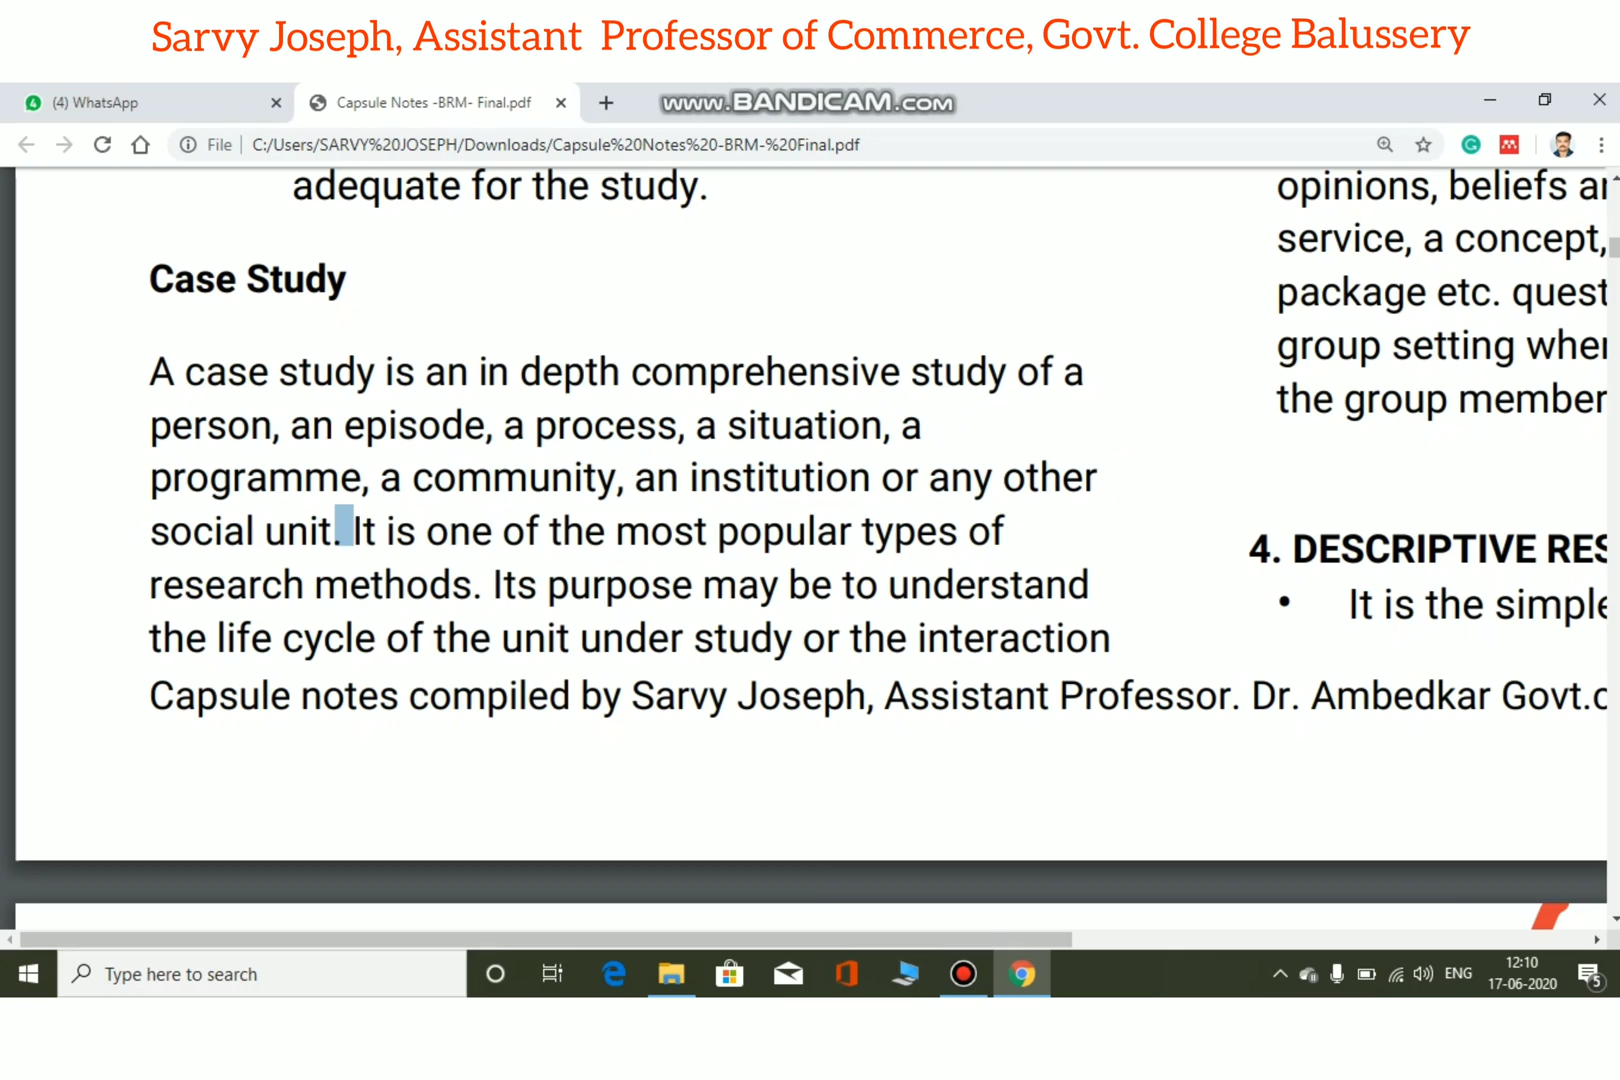 Sarvy Joseph, Assistant Professor of Commerce, Govt. College Balussery
(4) WhatsApp
Capsule Notes -BRM- Final.pdf
www.BANDICAM.com
File
C:/Users/SARVY%20JOSEPH/Downloads/Capsule%20Notes%20-BRM-%20Final.pdf
adequate for the study.
Case Study
A case study is an in depth comprehensive study of a
person, an episode, a process, a situation, a
programme, a community, an institution or any other
social unit. It is one of the most popular types of
research methods. Its purpose may be to understand
the life cycle of the unit under study or the interaction
opinions, beliefs
service, a concept,
package etc. quest
group setting
the group member
4. DESCRIPTIVE RES
• It is the simple
Capsule notes compiled by Sarvy Joseph, Assistant Professor. Dr. Ambedkar Govt.c
Type here to search
ENG
12:10
17-06-2020
5